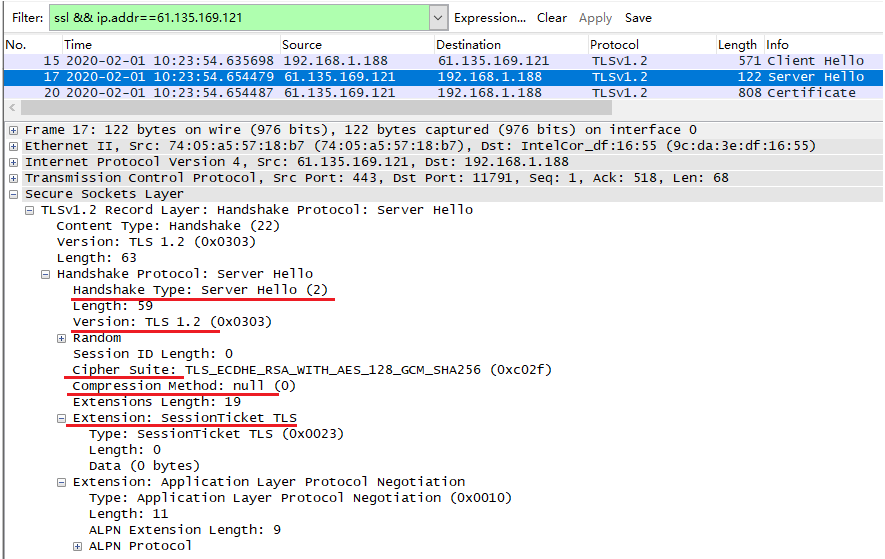 Filter: ssl && ip.addr==61.135.169.121 Expression... Clear Apply Save
No. Time Source Destination Protocol Length Info
15 2020-02-01 10:23:54.635698 192.168.1.188 61.135.169.121 TLSv1.2 571 Client Hello
17 2020-02-01 10:23:54.654479 61.135.169.121 192.168.1.188 TLSv1.2 122 Server Hello
20 2020-02-01 10:23:54.654487 61.135.169.121 192.168.1.188 TLSv1.2 808 Certificate
Frame 17: 122 bytes on wire (976 bits), 122 bytes captured (976 bits) on interface 0
Ethernet II, Src: 74:05:a5:57:18:b7 (74:05:a5:57:18:b7), Dst: IntelCor_df:16:55 (9c:da:3e:df:16:55)
Internet Protocol Version 4, Src: 61.135.169.121, Dst: 192.168.1.188
Transmission Control Protocol, Src Port: 443, Dst Port: 11791, Seq: 1, Ack: 518, Len: 68
Secure Sockets Layer
TLSv1.2 Record Layer: Handshake Protocol: Server Hello
Content Type: Handshake (22)
Version: TLS 1.2 (0x0303)
Length: 63
Handshake Protocol: Server Hello
Handshake Type: Server Hello (2)
Length: 59
Version: TLS 1.2 (0x0303)
Random
Session ID Length: 0
Cipher Suite: TLS_ECDHE_RSA_WITH_AES_128_GCM_SHA256 (0xc02f)
Compression Method: null (0)
Extensions Length: 19
Extension: SessionTicket TLS
Type: SessionTicket TLS (0x0023)
Length: 0
Data (0 bytes)
Extension: Application Layer Protocol Negotiation
Type: Application Layer Protocol Negotiation (0x0010)
Length: 11
ALPN Extension Length: 9
ALPN Protocol